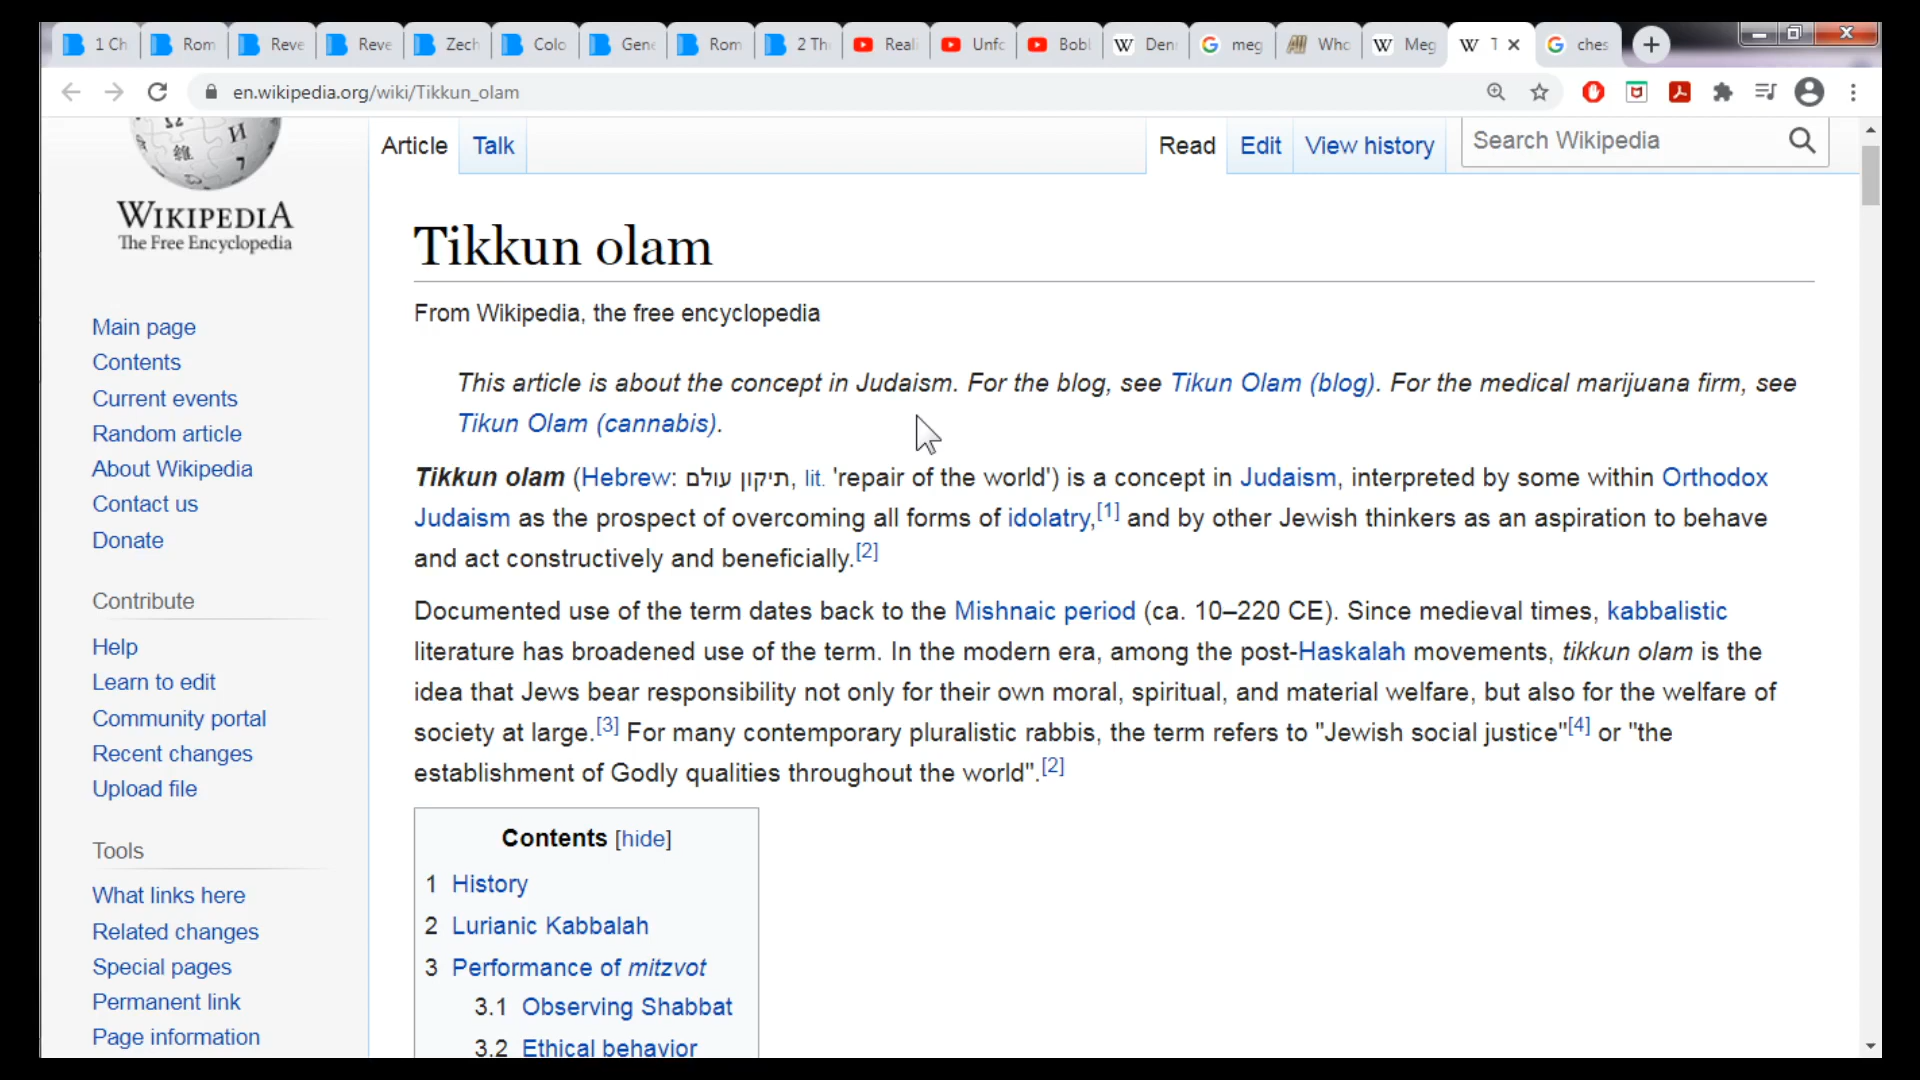 1 Ch
Rom
Reve
Reve
Zech
Colo
Gene
Rom
2 Th
Reali
Unfo
Bobl
Den
meg
Who
Meg
T
ches
en.wikipedia.org/wiki/Tikkun_olam
WIKIPEDIA
The Free Encyclopedia
Article
Talk
Read
Edit
View history
Search Wikipedia
Main page
Contents
Current events
Random article
About Wikipedia
Contact us
Donate
Contribute
Help
Learn to edit
Community portal
Recent changes
Upload file
Tools
What links here
Related changes
Special pages
Permanent link
Page information
Tikkun olam
From Wikipedia, the free encyclopedia
This article is about the concept in Judaism. For the blog, see Tikun Olam (blog). For the medical marijuana firm, see
Tikun Olam (cannabis).
Tikkun olam (Hebrew: תיקון עולם, lit. 'repair of the world') is a concept in Judaism, interpreted by some within Orthodox
Judaism as the prospect of overcoming all forms of idolatry,[1] and by other Jewish thinkers as an aspiration to behave
and act constructively and beneficially.[2]
Documented use of the term dates back to the Mishnaic period (ca. 10–220 CE). Since medieval times, kabbalistic
literature has broadened use of the term. In the modern era, among the post-Haskalah movements, tikkun olam is the
idea that Jews bear responsibility not only for their own moral, spiritual, and material welfare, but also for the welfare of
society at large.[3] For many contemporary pluralistic rabbis, the term refers to "Jewish social justice"[4] or "the
establishment of Godly qualities throughout the world".[2]
Contents [hide]
1 History
2 Lurianic Kabbalah
3 Performance of mitzvot
3.1 Observing Shabbat
3.2 Ethical behavior